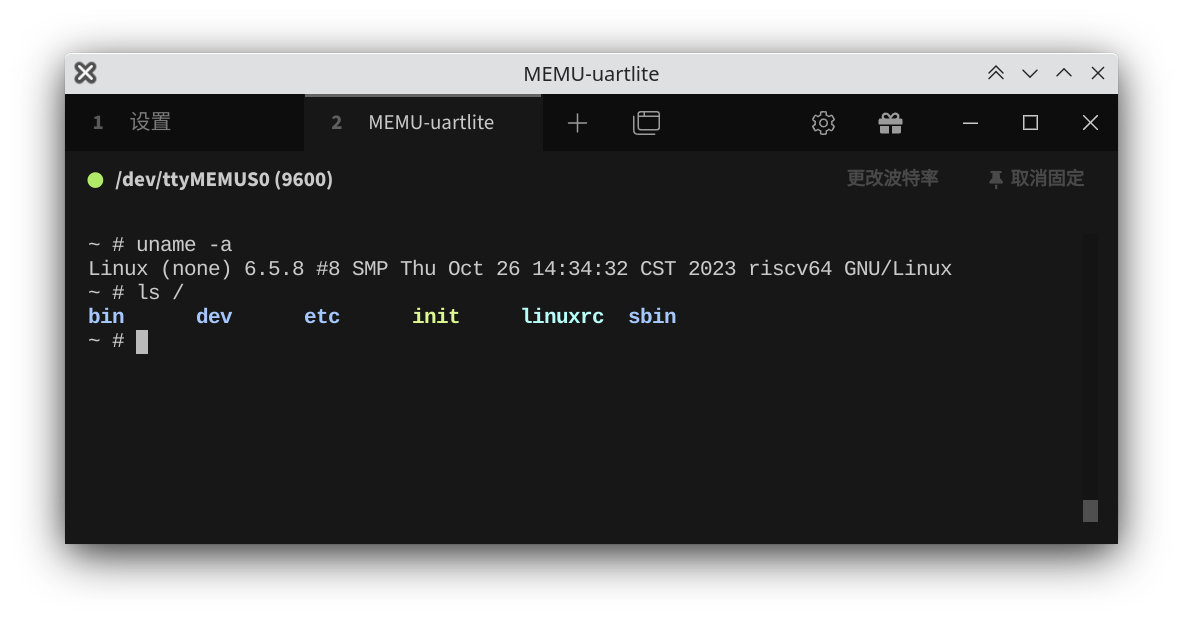 MEMU-uartlite
1 设置 2 MEMU-uartlite
/dev/ttyMEMUS0 (9600) 更改波特率 取消固定
~ # uname -a
Linux (none) 6.5.8 #8 SMP Thu Oct 26 14:34:32 CST 2023 riscv64 GNU/Linux
~ # ls /
bin dev etc init linuxrc sbin
~ #